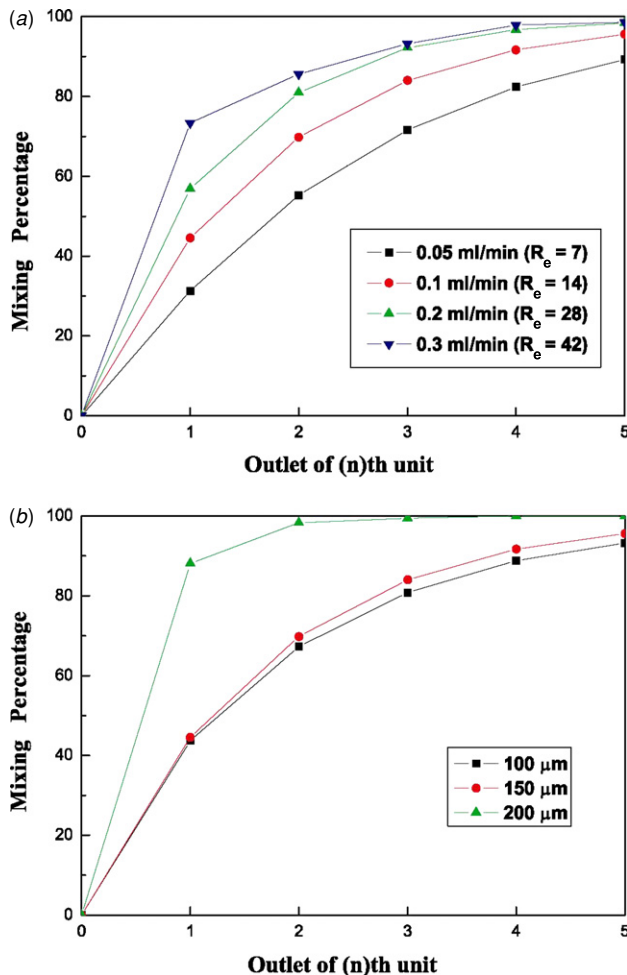 (a)
100
80
60
40
20
0
Mixing Percentage
0.05 ml/min (Re = 7)
0.1 ml/min (Re = 14)
0.2 ml/min (Re = 28)
0.3 ml/min (Re = 42)
0 1 2 3 4 5
Outlet of (n)th unit
(b)
100
80
60
40
20
0
Mixing Percentage
100 μm
150 μm
200 μm
0 1 2 3 4 5
Outlet of (n)th unit